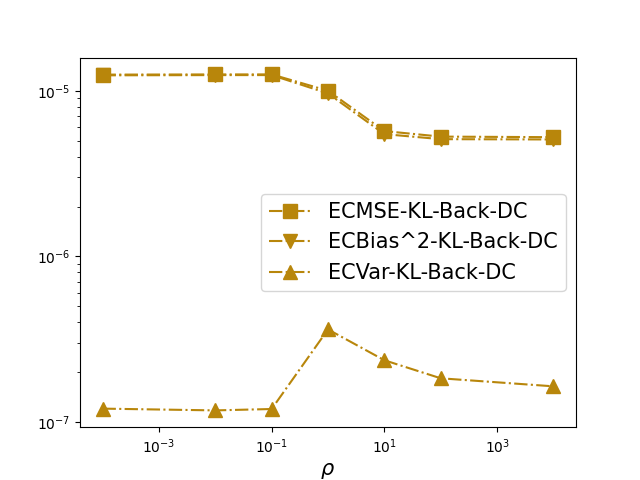 10^-5
10^-6
10^-7
ECMSE-KL-Back-DC
ECBias^2-KL-Back-DC
ECVar-KL-Back-DC
10^-3 10^-1 10^1 10^3
ρ